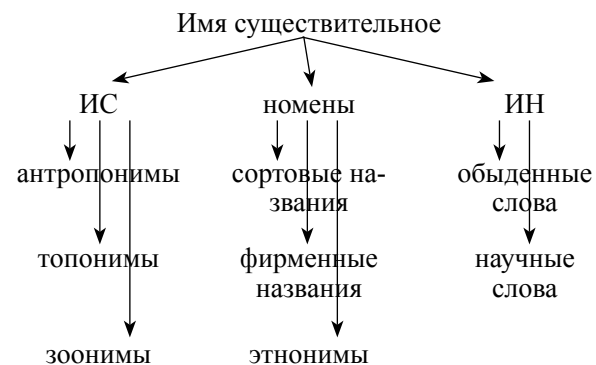 Имя существительное
ИС номены ИН
антропонимы сортовые на- обыденные
звания слова
топонимы фирменные научные
названия слова
зоонимы этнонимы